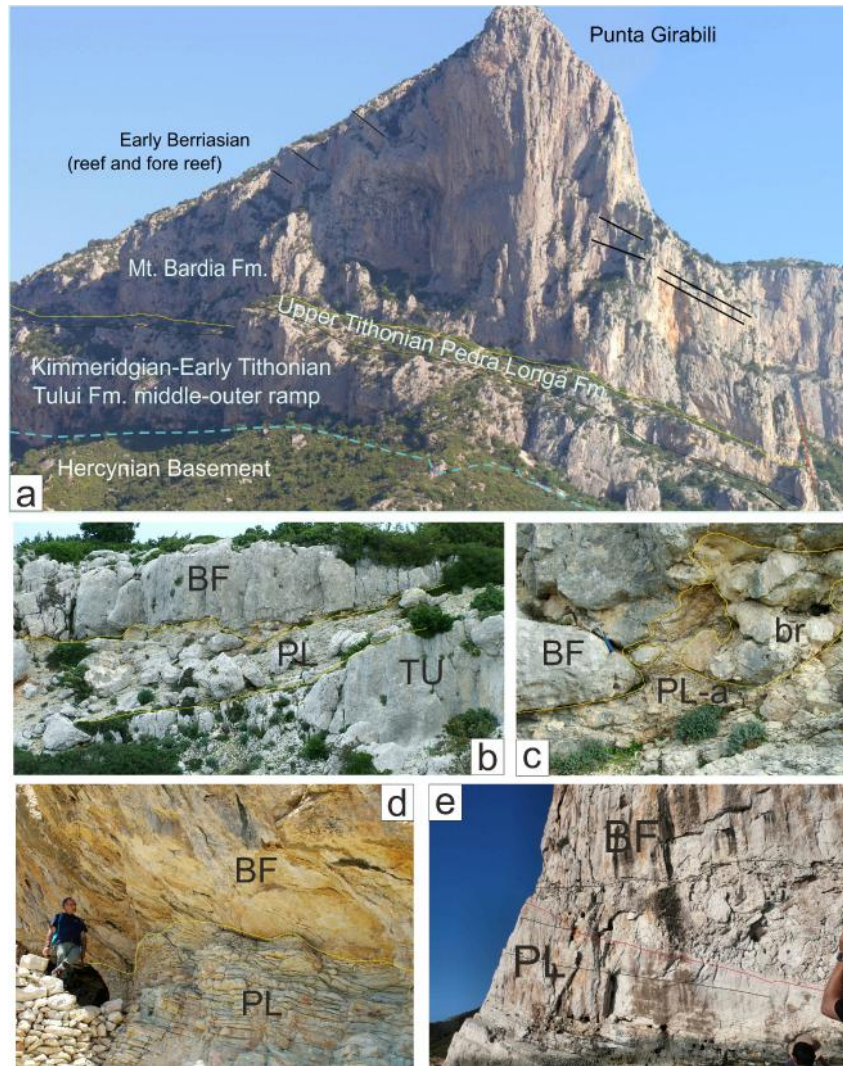 Punta Girabili
Early Berriasian
(reef and fore reef)
Mt. Bardia Fm.
Upper Tithonian Pedra Longa Fm.
Kimmeridgian-Early Tithonian
Tului Fm. middle-outer ramp
Hercynian Basement
a
BF
PL
TU
b
BF
br
PL-a
c
d
BF
PL
e
BF
PL